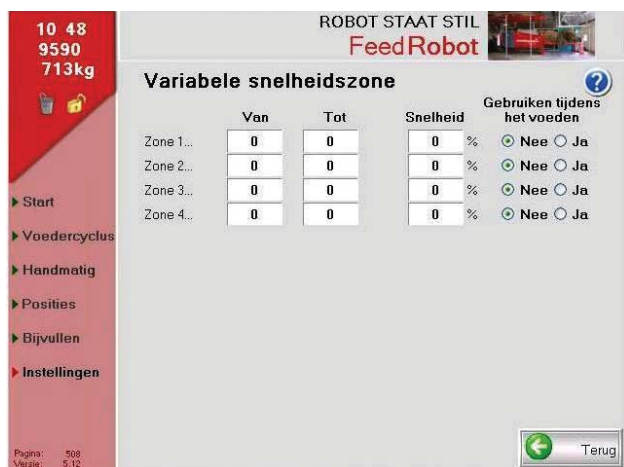 10 48
9590
713kg
ROBOT STAAT STIL
FeedRobot
Variabele snelheidszone
Van Tot Snelheid Gebruiken tijdens het voeden
Zone 1... 0 0 0 % Nee Ja
Zone 2... 0 0 0 % Nee Ja
Zone 3... 0 0 0 % Nee Ja
Zone 4... 0 0 0 % Nee Ja
Start
Voedercyclus
Handmatig
Posities
Bijvullen
Instellingen
Pagina: 508
Versie: 5.12
Terug